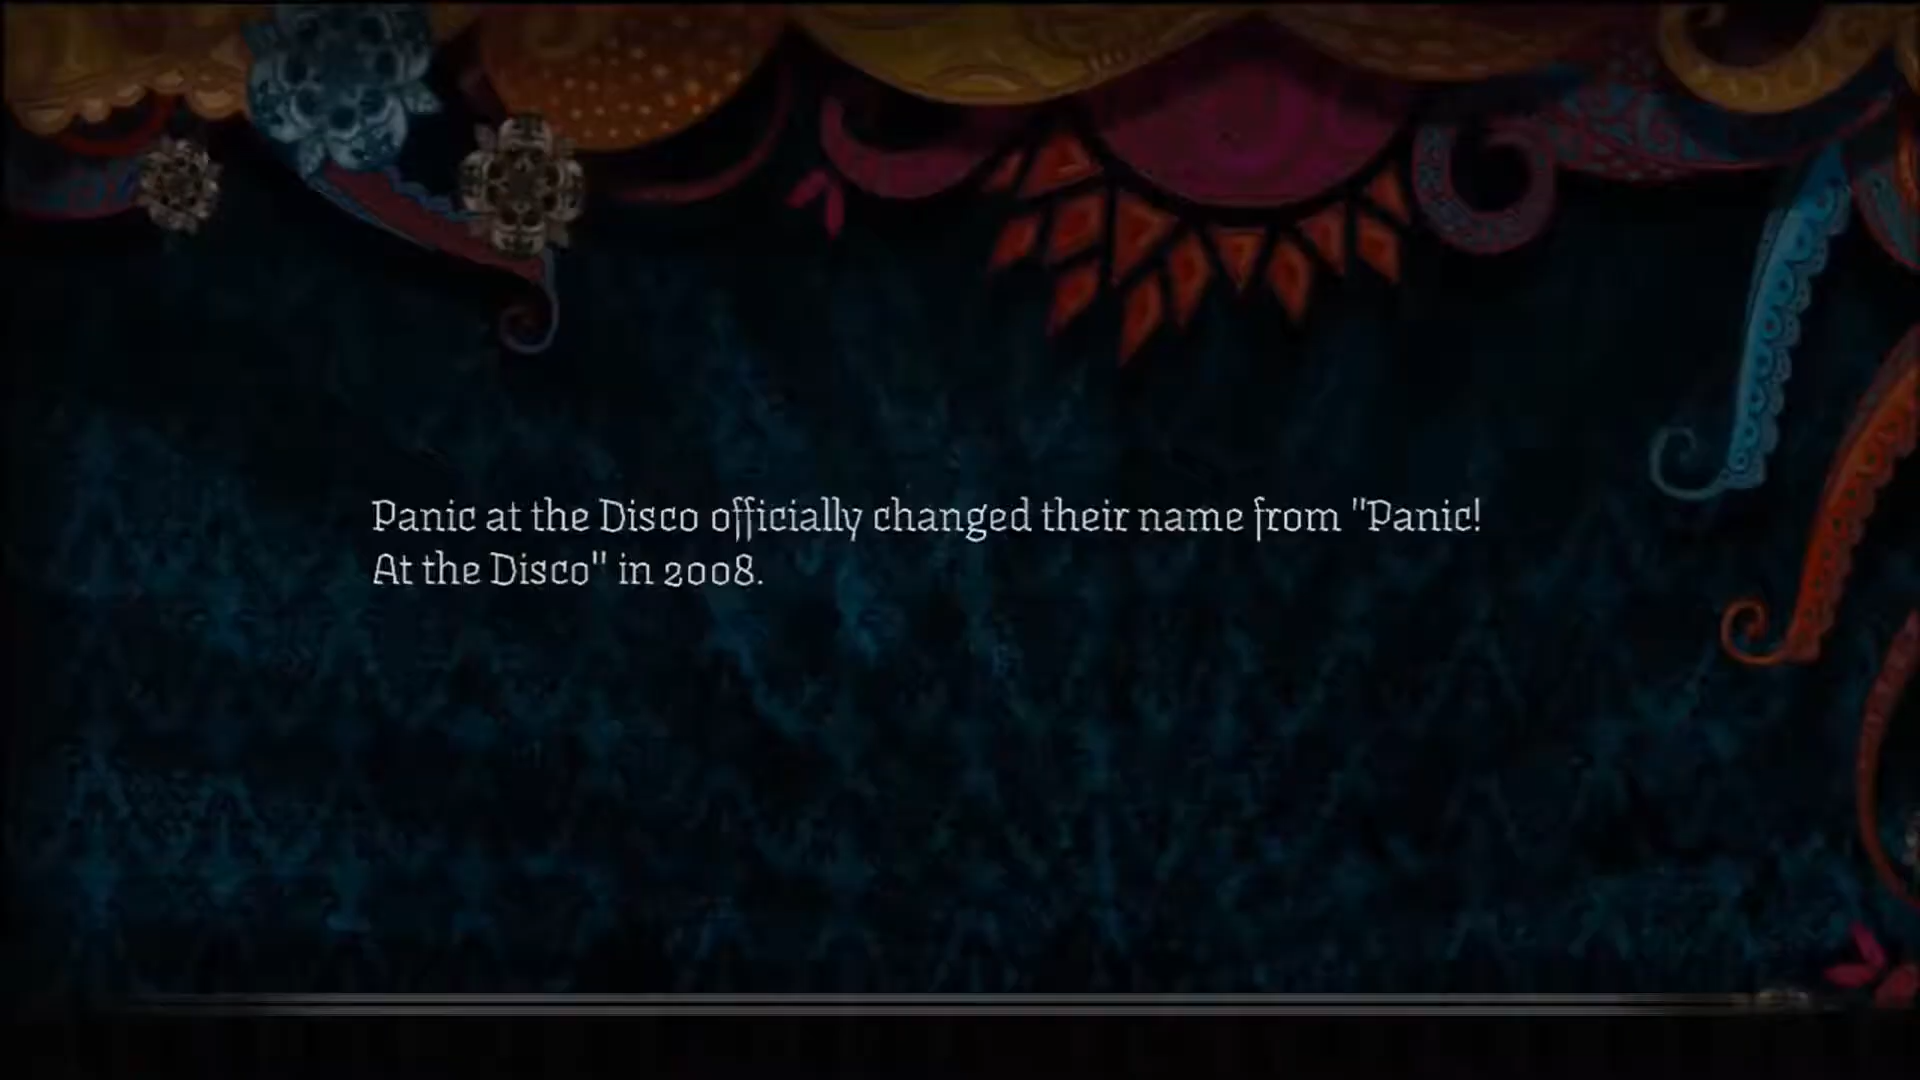 Panic at the Disco officially changed their name from "Panic!
At the Disco" in 2008.